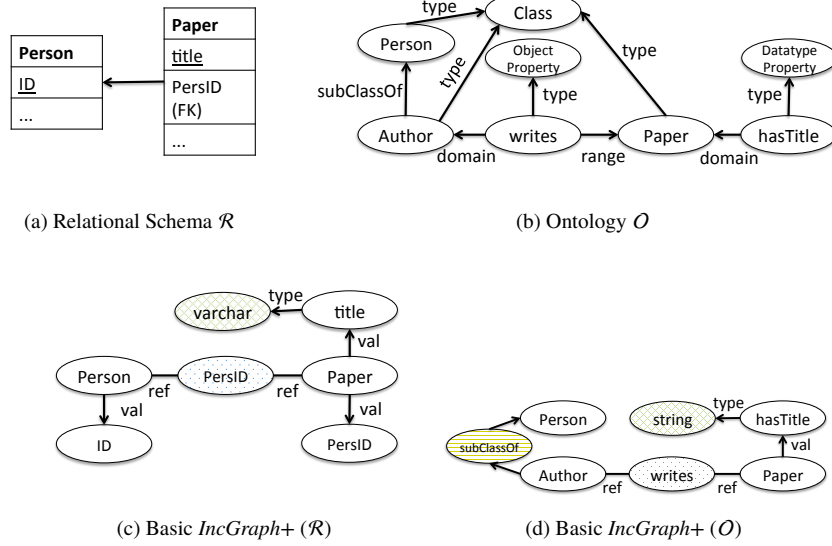 Person
ID
...
Paper
title
PersID
(FK)
...
type
Class
Person
Object
Property
Datatype
Property
type
type
subClassOf
type
type
Author
writes
Paper
hasTitle
domain
range
domain
(a) Relational Schema R
(b) Ontology O
varchar
type
title
val
Person
ref
PersID
ref
Paper
val
val
ID
PersID
Person
string
type
hasTitle
subClassOf
val
Author
ref
writes
ref
Paper
(c) Basic IncGraph+ (R)
(d) Basic IncGraph+ (O)